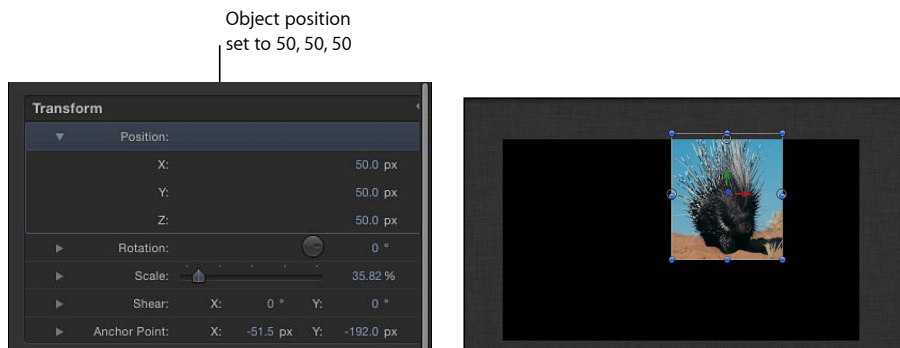 Object position
set to 50, 50, 50
Transform
Position:
X: 50.0 px
Y: 50.0 px
Z: 50.0 px
Rotation: 0 °
Scale: 35.82 %
Shear: X: 0 ° Y: 0 °
Anchor Point: X: -51.5 px Y: -192.0 px